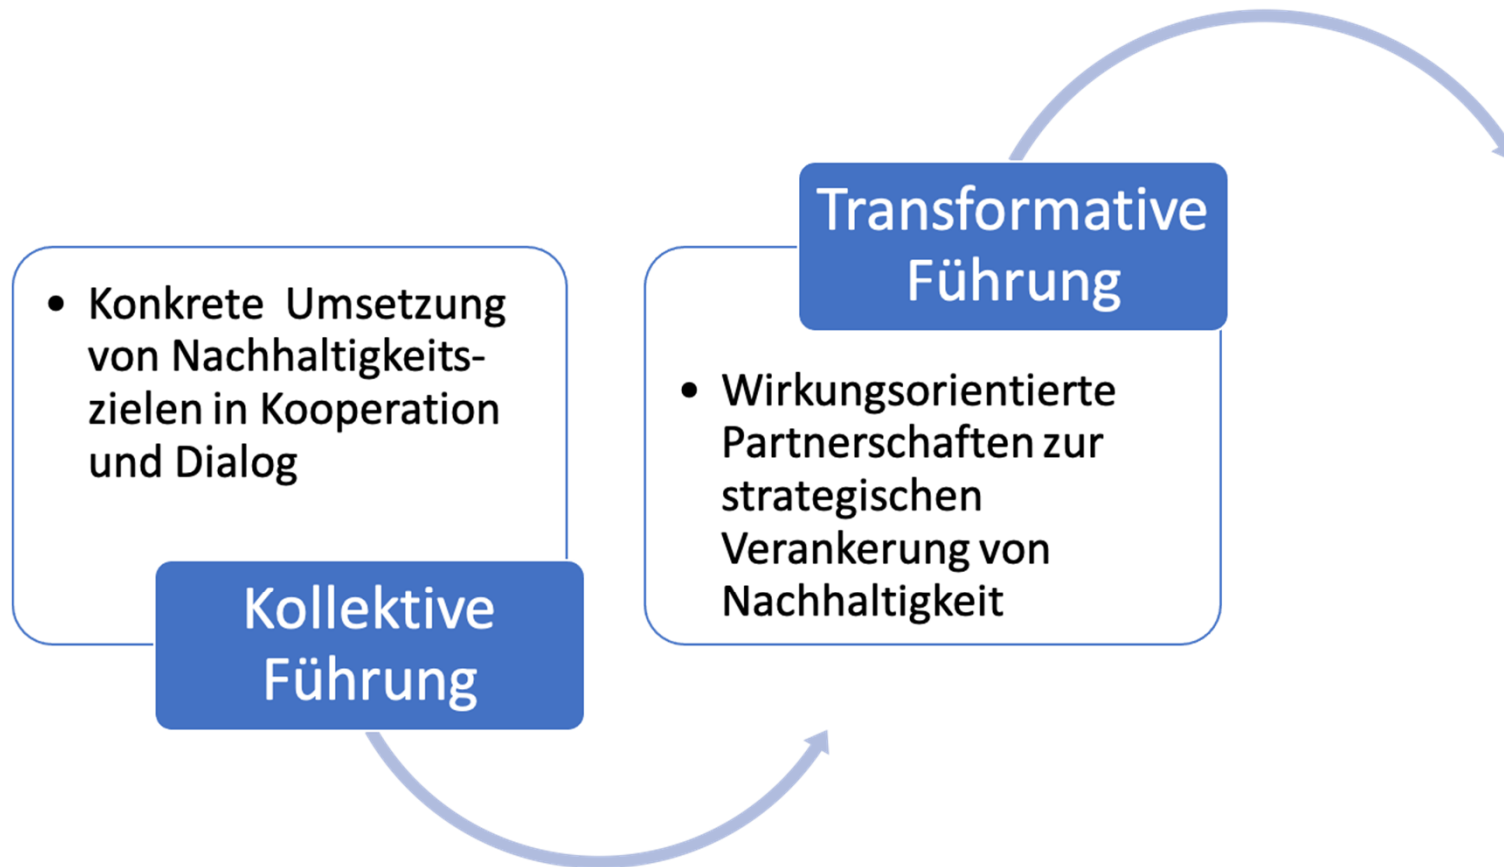 • Konkrete Umsetzung
von Nachhaltigkeits-
zielen in Kooperation
und Dialog
Kollektive
Führung
Transformative
Führung
• Wirkungsorientierte
Partnerschaften zur
strategischen
Verankerung von
Nachhaltigkeit